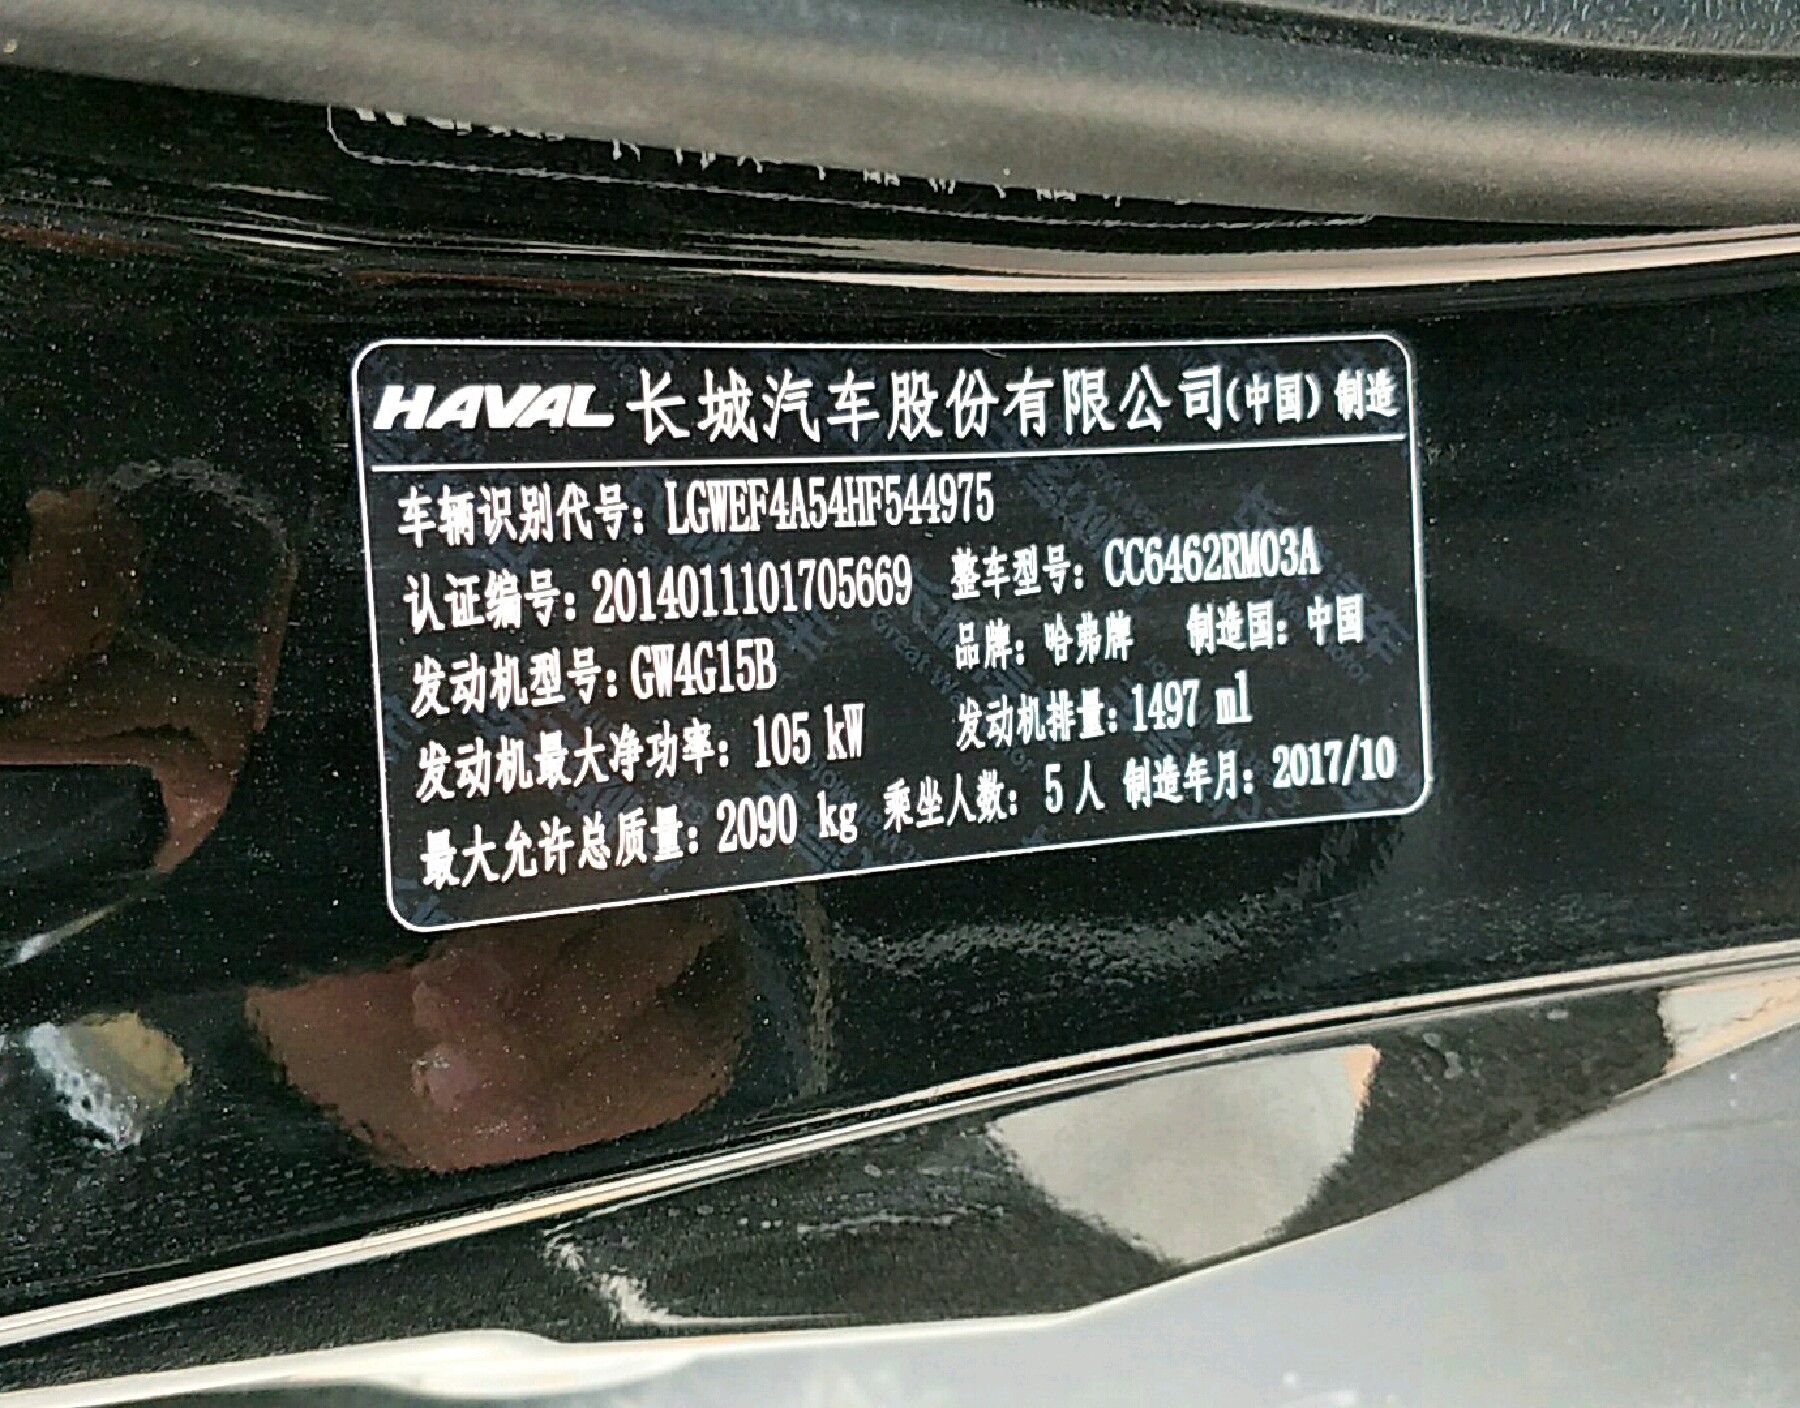 HAVAL 长城汽车股份有限公司(中国)制造
车辆识别代号: LGWEF4A54HF544975
认证编号: 2014011101705669 整车型号: CC6462RM03A
发动机型号: GW4G15B 品牌: 哈弗牌 制造国: 中国
发动机最大净功率: 105 kW 发动机排量: 1497 ml
最大允许总质量: 2090 kg 乘坐人数: 5人 制造年月: 2017/10